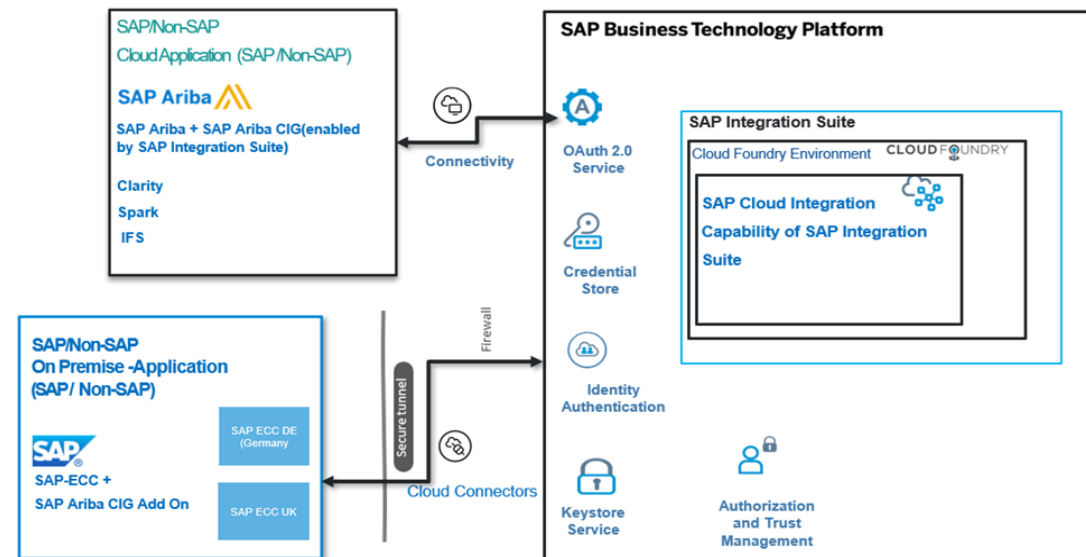 SAP/Non-SAP
Cloud Application (SAP /Non-SAP)
SAP Ariba
SAP Ariba + SAP Ariba CIG(enabled
by SAP Integration Suite)
Clarity
Spark
IFS
Connectivity
SAP Business Technology Platform
A
OAuth 2.0
Service
Credential
Store
Identity
Authentication
Keystore
Service
Authorization
and Trust
Management
SAP Integration Suite
Cloud Foundry Environment
CLOUD FOUNDRY
SAP Cloud Integration
Capability of SAP Integration
Suite
SAP/Non-SAP
On Premise -Application
(SAP/ Non-SAP)
SAP
SAP-ECC +
SAP Ariba CIG Add On
SAP ECC DE
(Germany
SAP ECC UK
Secure tunnel
Firewall
Cloud Connectors